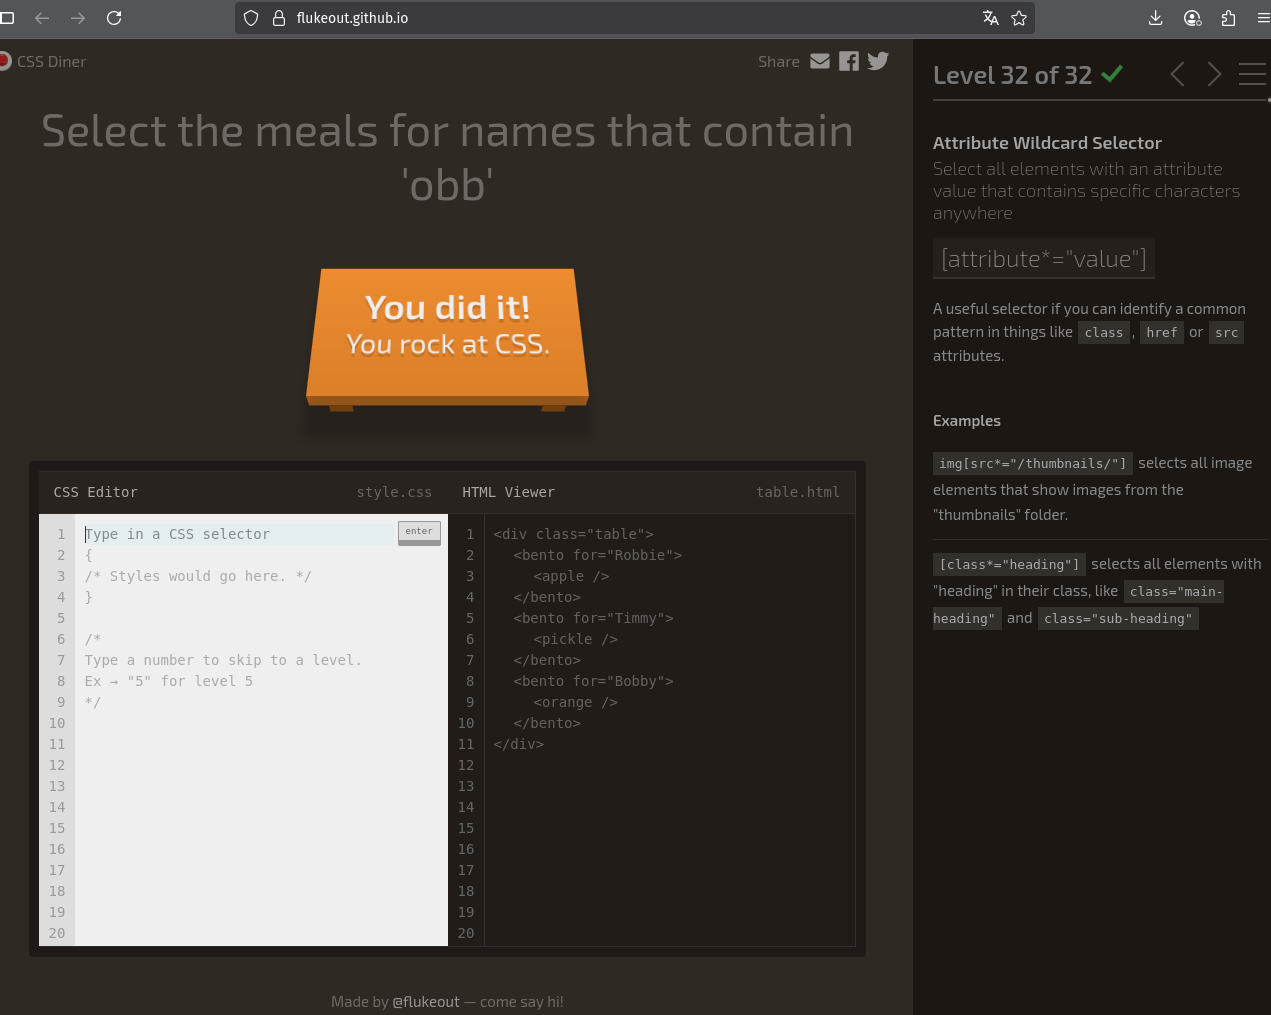 flukeout.github.io
CSS Diner
Share
Select the meals for names that contain
'obb'
You did it!
You rock at CSS.
CSS Editor style.css
1 Type in a CSS selector enter
2 {
3 /* Styles would go here. */
4 }
5
6 /*
7 Type a number to skip to a level.
8 Ex → "5" for level 5
9 */
10
11
12
13
14
15
16
17
18
19
20
HTML Viewer table.html
1 <div class="table">
2 <bento for="Robbie">
3 <apple />
4 </bento>
5 <bento for="Timmy">
6 <pickle />
7 </bento>
8 <bento for="Bobby">
9 <orange />
10 </bento>
11 </div>
12
13
14
15
16
17
18
19
20
Made by @flukeout — come say hi!
Level 32 of 32
Attribute Wildcard Selector
Select all elements with an attribute
value that contains specific characters
anywhere
[attribute*="value"]
A useful selector if you can identify a common
pattern in things like class , href or src
attributes.
Examples
img[src*="/thumbnails/"] selects all image
elements that show images from the
"thumbnails" folder.
[class*="heading"] selects all elements with
"heading" in their class, like class="main-
heading" and class="sub-heading"